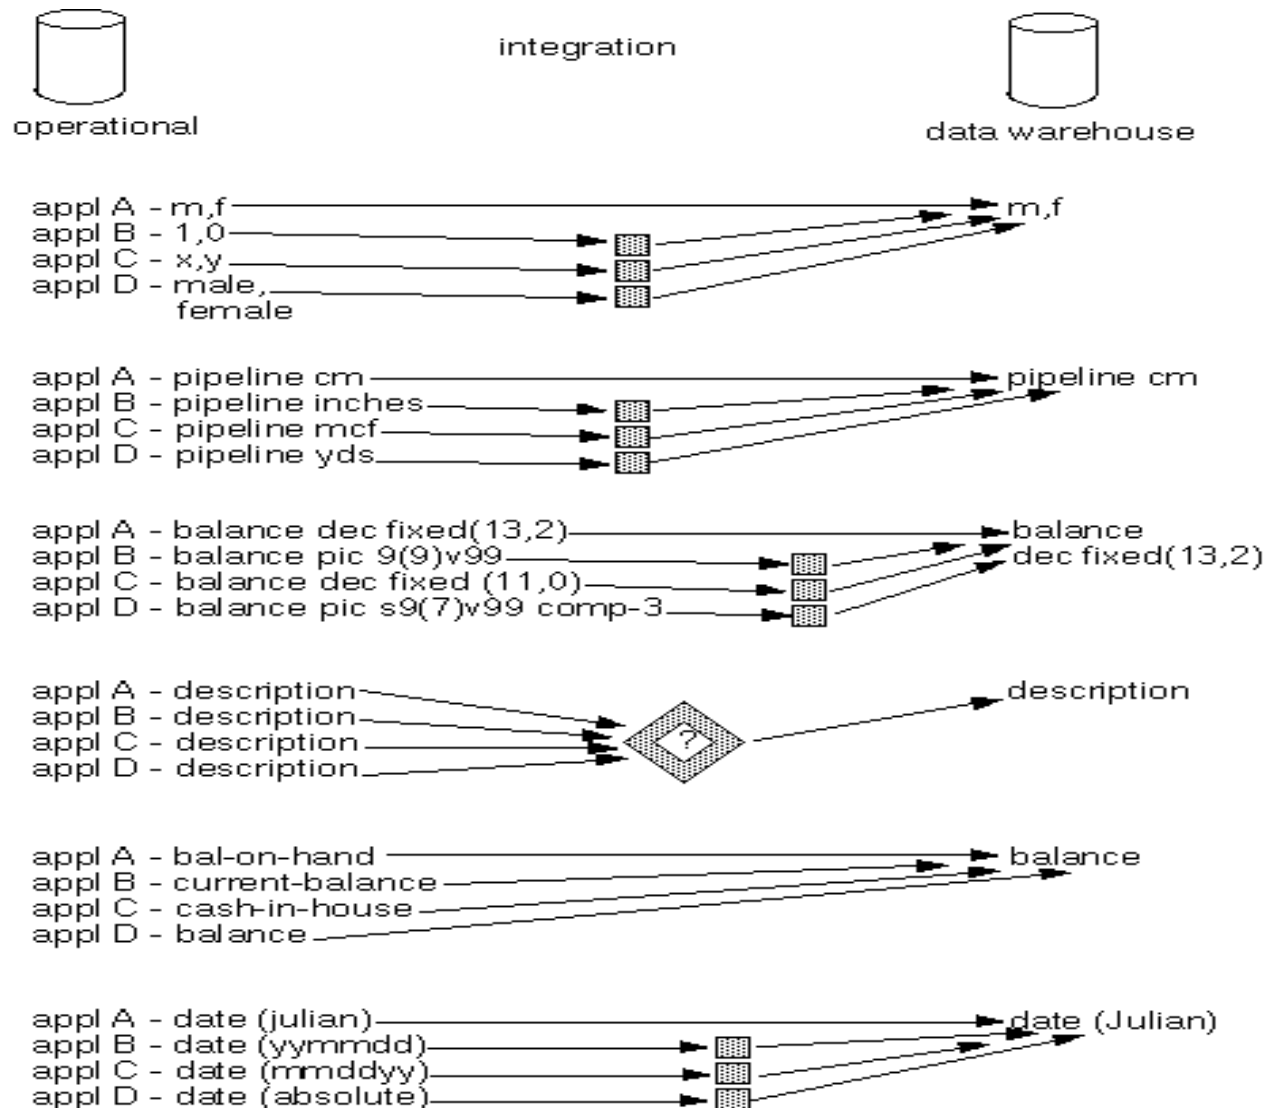 integration
operational
data warehouse
appl A - m,f
m,f
appl B - 1,0
appl C - x,y
appl D - male,
female
appl A - pipeline cm
pipeline cm
appl B - pipeline inches
appl C - pipeline mcf
appl D - pipeline yds
appl A - balance dec fixed(13,2)
balance
appl B - balance pic 9(9)v99
dec fixed(13,2)
appl C - balance dec fixed (11,0)
appl D - balance pic s9(7)v99 comp-3
appl A - description
description
appl B - description
appl C - description
?
appl D - description
appl A - bal-on-hand
balance
appl B - current-balance
appl C - cash-in-house
appl D - balance
appl A - date (julian)
date (Julian)
appl B - date (yymmdd)
appl C - date (mmddyy)
appl D - date (absolute)